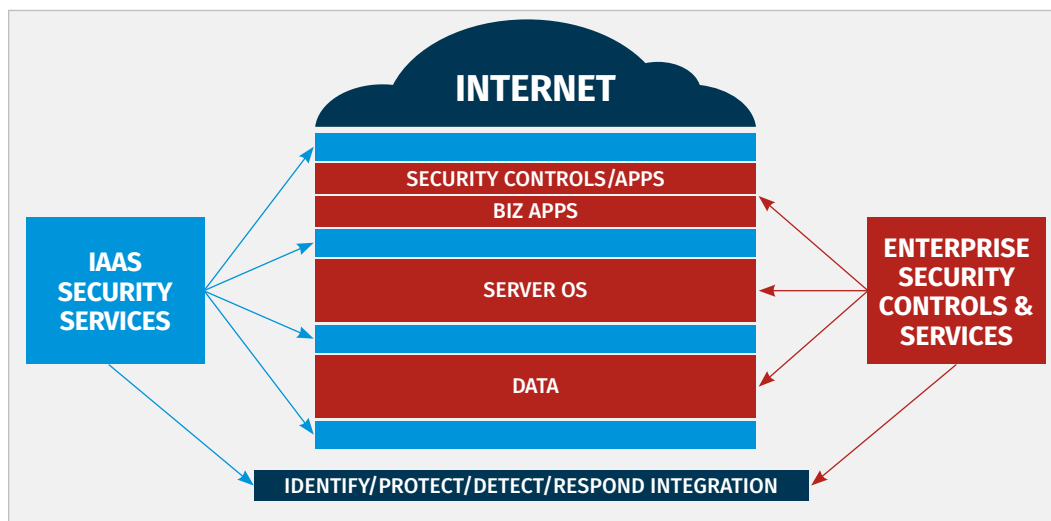 INTERNET
SECURITY CONTROLS/APPS
BIZ APPS
SERVER OS
DATA
IAAS
SECURITY
SERVICES
ENTERPRISE
SECURITY
CONTROLS &
SERVICES
IDENTIFY/PROTECT/DETECT/RESPOND INTEGRATION